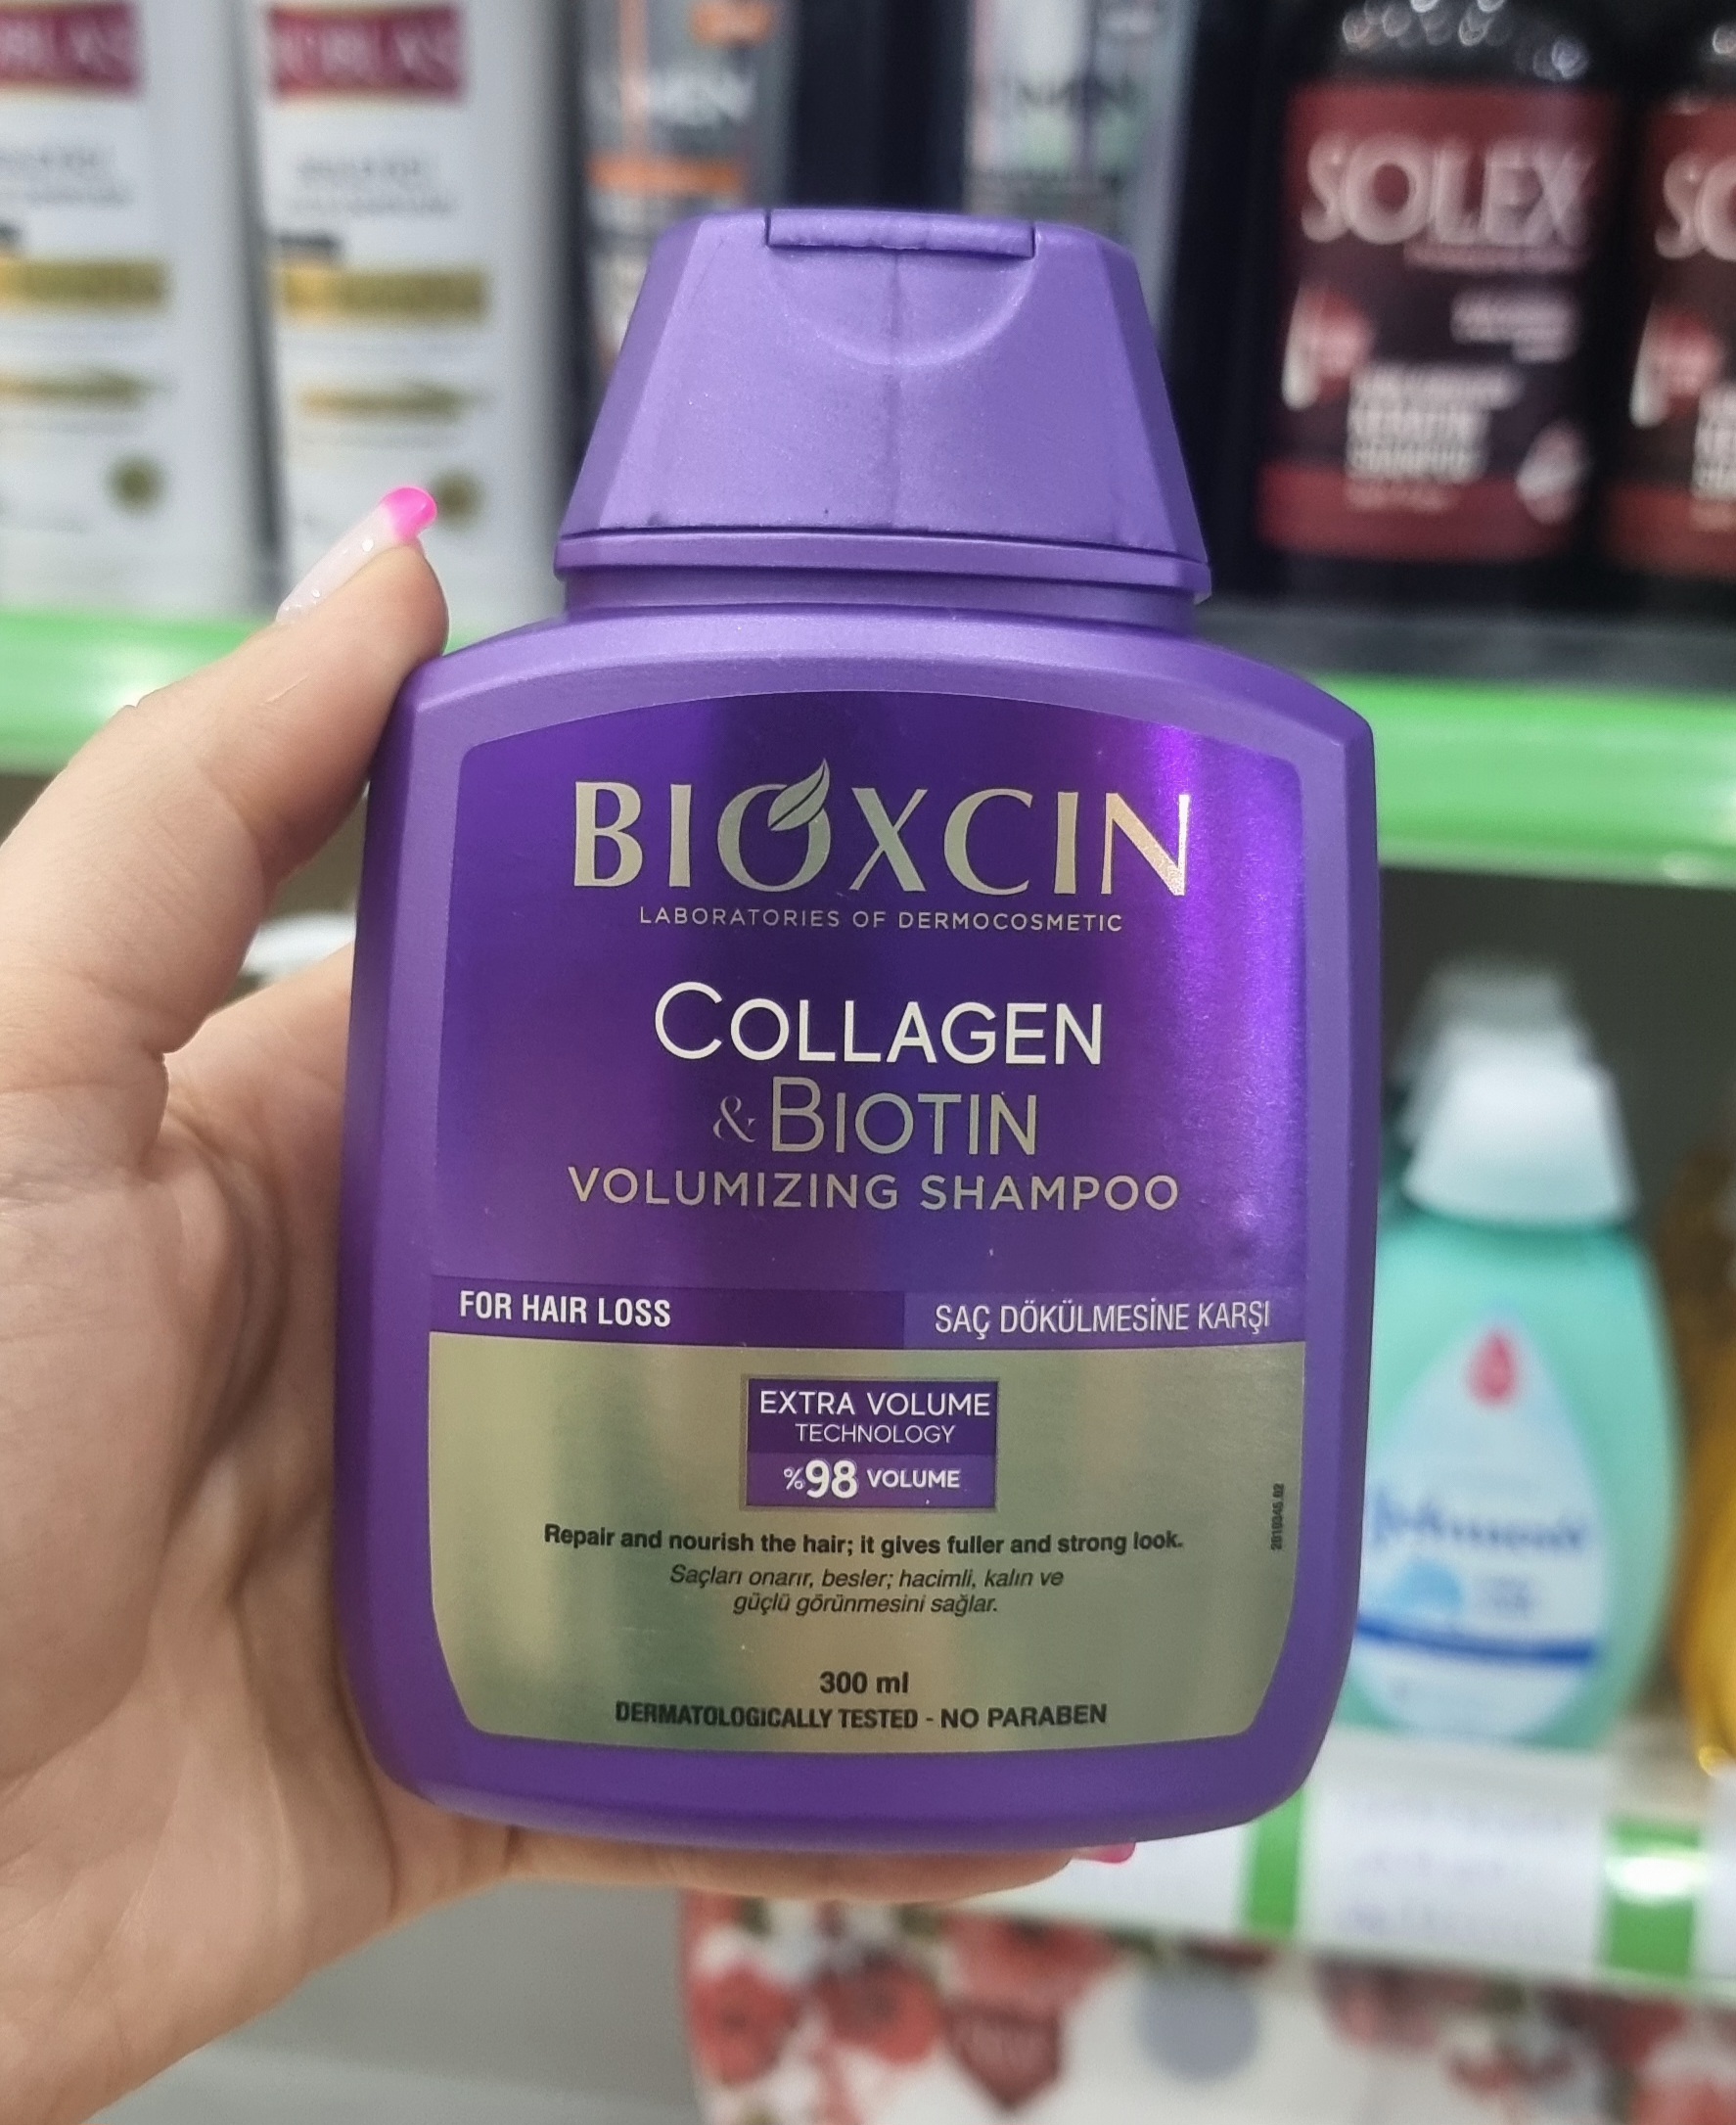 SOLEX
BIOXCIN
LABORATORIES OF DERMOCOSMETIC
COLLAGEN
& BIOTIN
VOLUMIZING SHAMPOO
FOR HAIR LOSS
SAÇ DÖKÜLMESİNE KARŞI
EXTRA VOLUME
TECHNOLOGY
%98 VOLUME
Repair and nourish the hair; it gives fuller and strong look.
Saçları onarır, besler; hacimli, kalın ve
güçlü görünmesini sağlar.
300 ml
DERMATOLOGICALLY TESTED - NO PARABEN
Johnson's